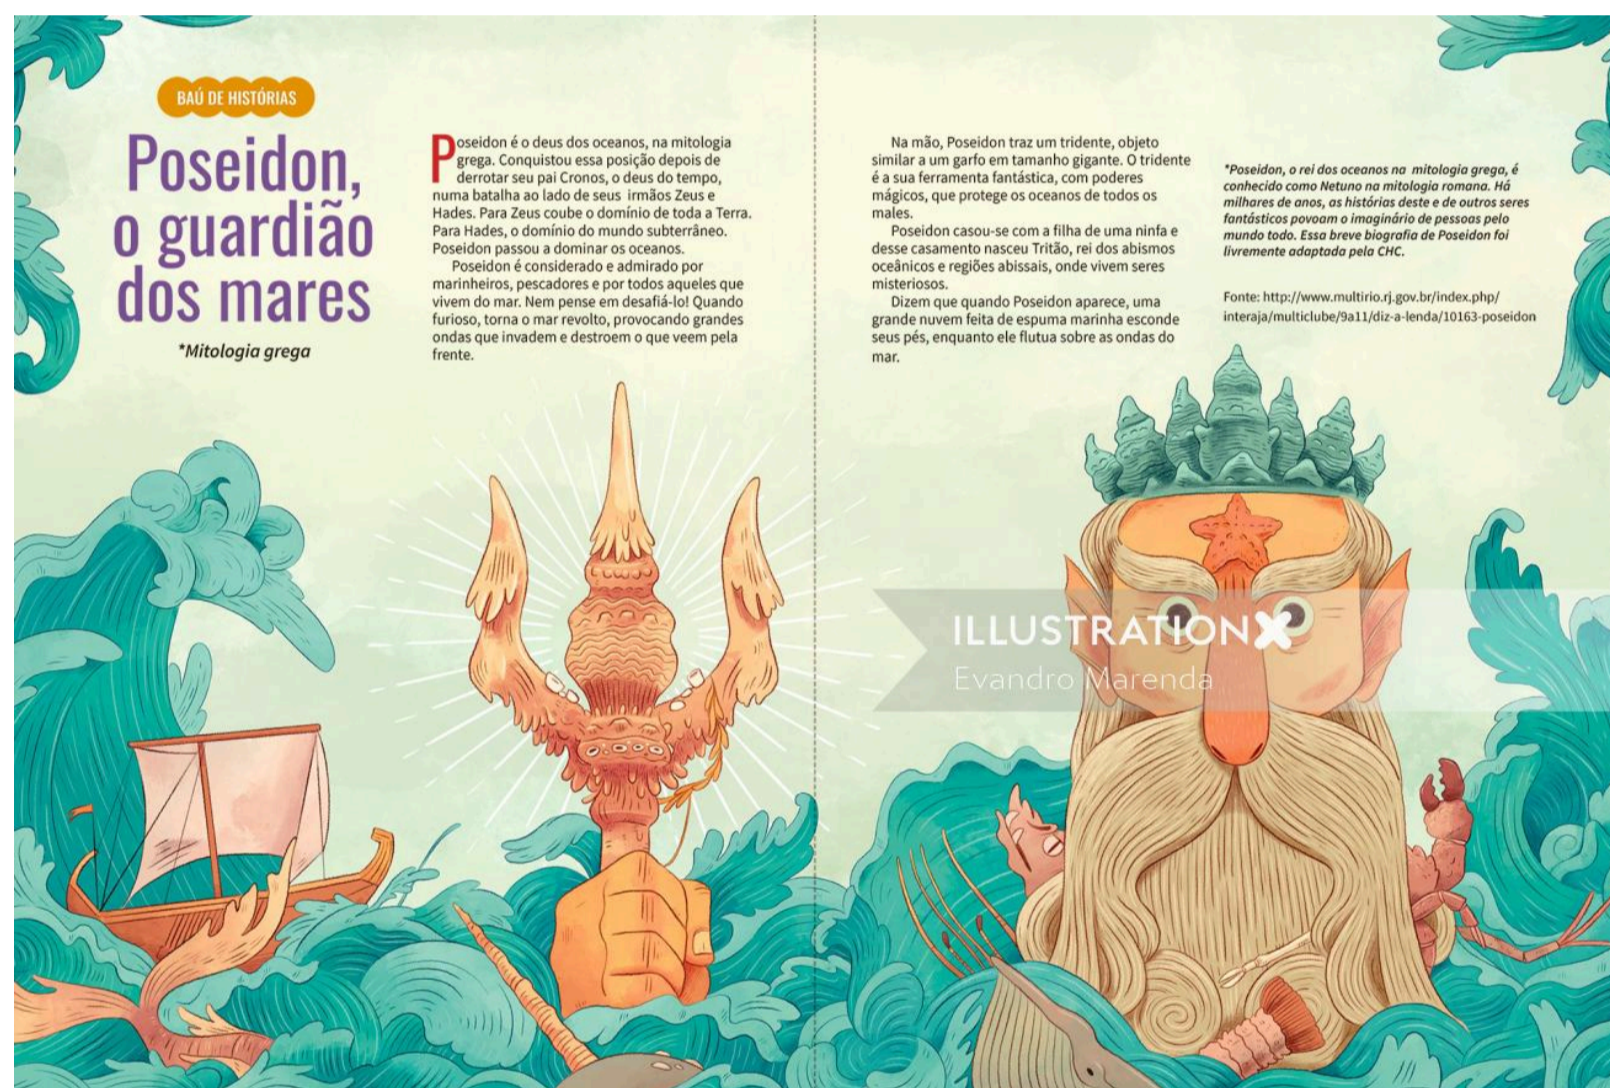 BAÚ DE HISTÓRIAS
Poseidon,
o guardião
dos mares
*Mitologia grega
Poseidon é o deus dos oceanos, na mitologia
grega. Conquistou essa posição depois de
derrotar seu pai Cronos, o deus do tempo,
numa batalha ao lado de seus irmãos Zeus e
Hades. Para Zeus coube o domínio de toda a Terra.
Para Hades, o domínio do mundo subterrâneo.
Poseidon passou a dominar os oceanos.
Poseidon é considerado e admirado por
marinheiros, pescadores e por todos aqueles que
vivem do mar. Nem pense em desafiá-lo! Quando
furioso, torna o mar revolto, provocando grandes
ondas que invadem e destroem o que veem pela
frente.
Na mão, Poseidon traz um tridente, objeto
similar a um garfo em tamanho gigante. O tridente
é a sua ferramenta fantástica, com poderes
mágicos, que protege os oceanos de todos os
males.
Poseidon casou-se com a filha de uma ninfa e
desse casamento nasceu Tritão, rei dos abismos
oceânicos e regiões abissais, onde vivem seres
misteriosos.
Dizem que quando Poseidon aparece, uma
grande nuvem feita de espuma marinha esconde
seus pés, enquanto ele flutua sobre as ondas do
mar.
*Poseidon, o rei dos oceanos na mitologia grega, é
conhecido como Netuno na mitologia romana. Há
milhares de anos, as histórias deste e de outros seres
fantásticos povoam o imaginário de pessoas pelo
mundo todo. Essa breve biografia de Poseidon foi
livremente adaptada pela CHC.
Fonte: http://www.multirio.rj.gov.br/index.php/
interaja/multiclube/9a11/diz-a-lenda/10163-poseidon
ILLUSTRATIONX
Evandro Marenda